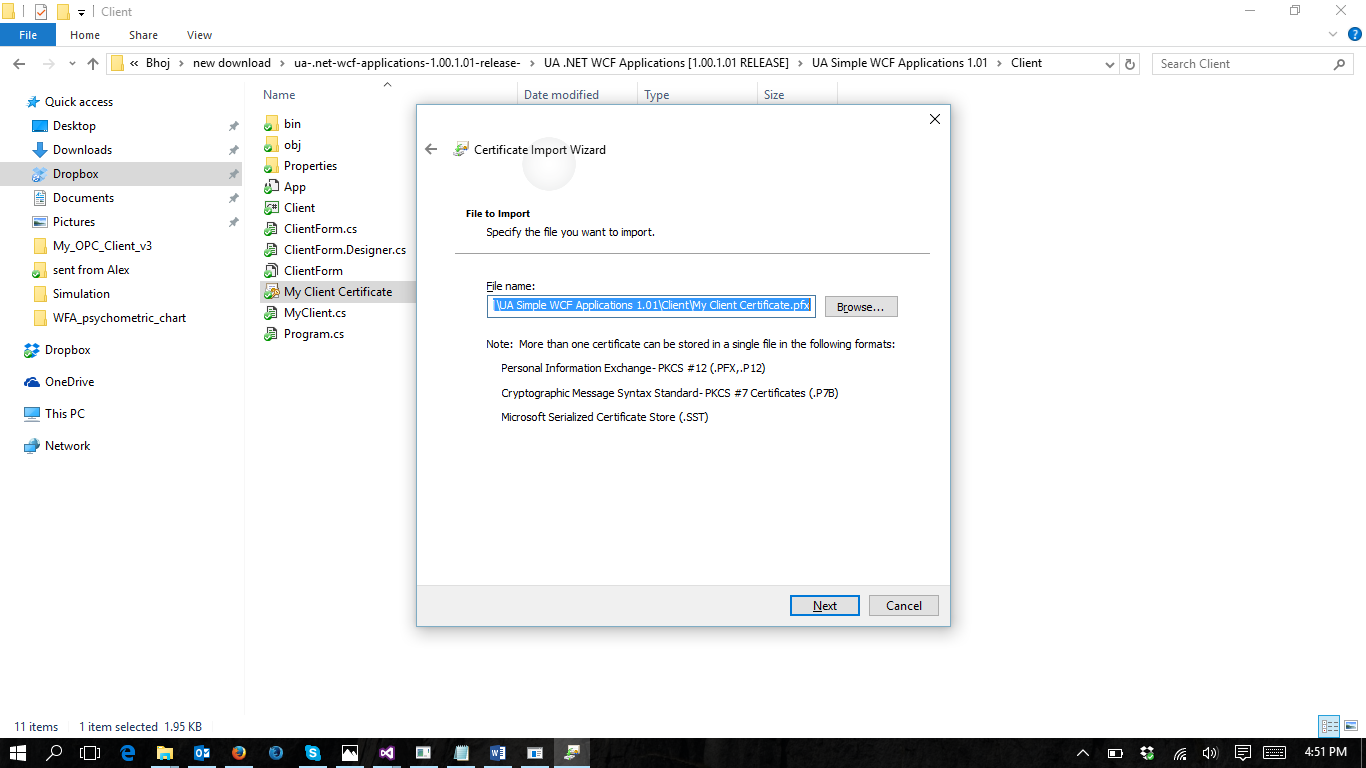 Client
File Home Share View
« Bhoj > new download > ua-.net-wcf-applications-1.00.1.01-release- > UA .NET WCF Applications [1.00.1.01 RELEASE] > UA Simple WCF Applications 1.01 > Client
Search Client
Quick access
Desktop
Downloads
Dropbox
Documents
Pictures
My_OPC_Client_v3
sent from Alex
Simulation
WFA_psychometric_chart
Dropbox
OneDrive
This PC
Network
Name Date modified Type Size
bin
obj
Properties
App
Client
ClientForm.cs
ClientForm.Designer.cs
ClientForm
My Client Certificate
MyClient.cs
Program.cs
Certificate Import Wizard
File to Import
Specify the file you want to import.
File name:
\UA Simple WCF Applications 1.01\Client\My Client Certificate.pfx Browse...
Note: More than one certificate can be stored in a single file in the following formats:
Personal Information Exchange- PKCS #12 (.PFX,.P12)
Cryptographic Message Syntax Standard- PKCS #7 Certificates (.P7B)
Microsoft Serialized Certificate Store (.SST)
Next Cancel
11 items 1 item selected 1.95 KB
4:51 PM